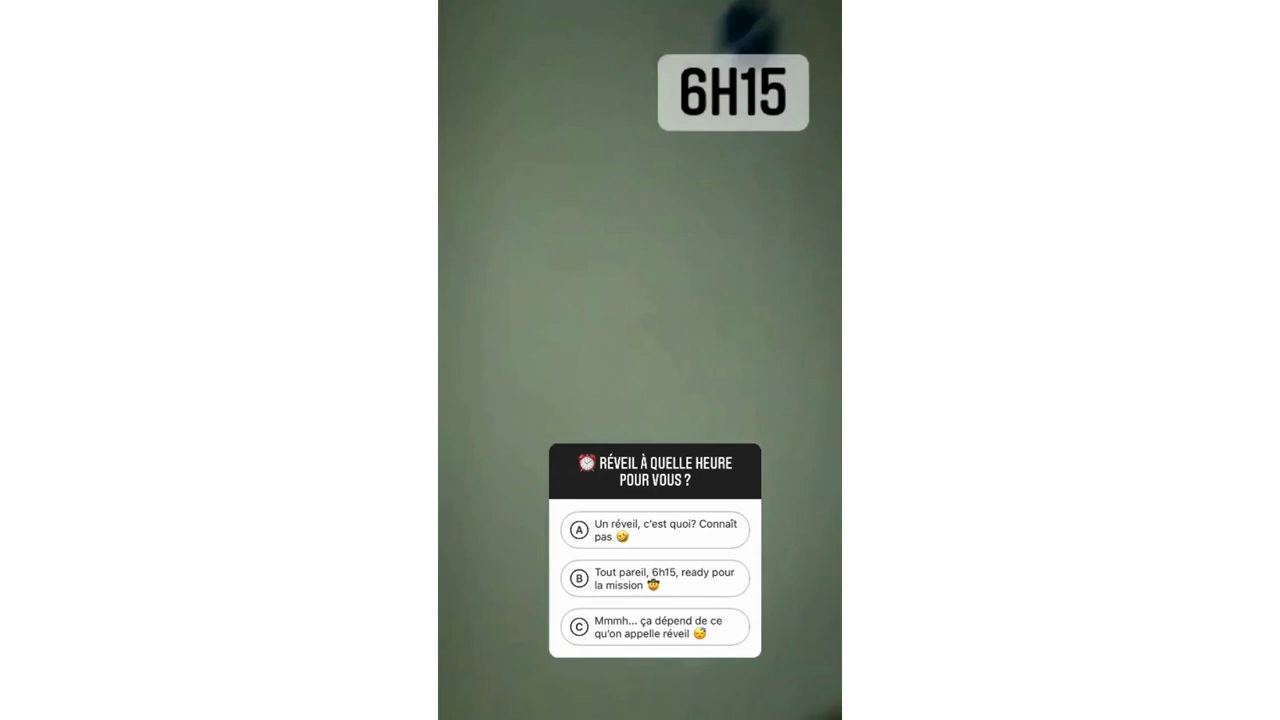 6H15
⏰ RÉVEIL À QUELLE HEURE
POUR VOUS ?
A Un réveil, c'est quoi? Connaît
pas 🤣
B Tout pareil, 6h15, ready pour
la mission 🤠
C Mmmh... ça dépend de ce
qu'on appelle réveil 😴